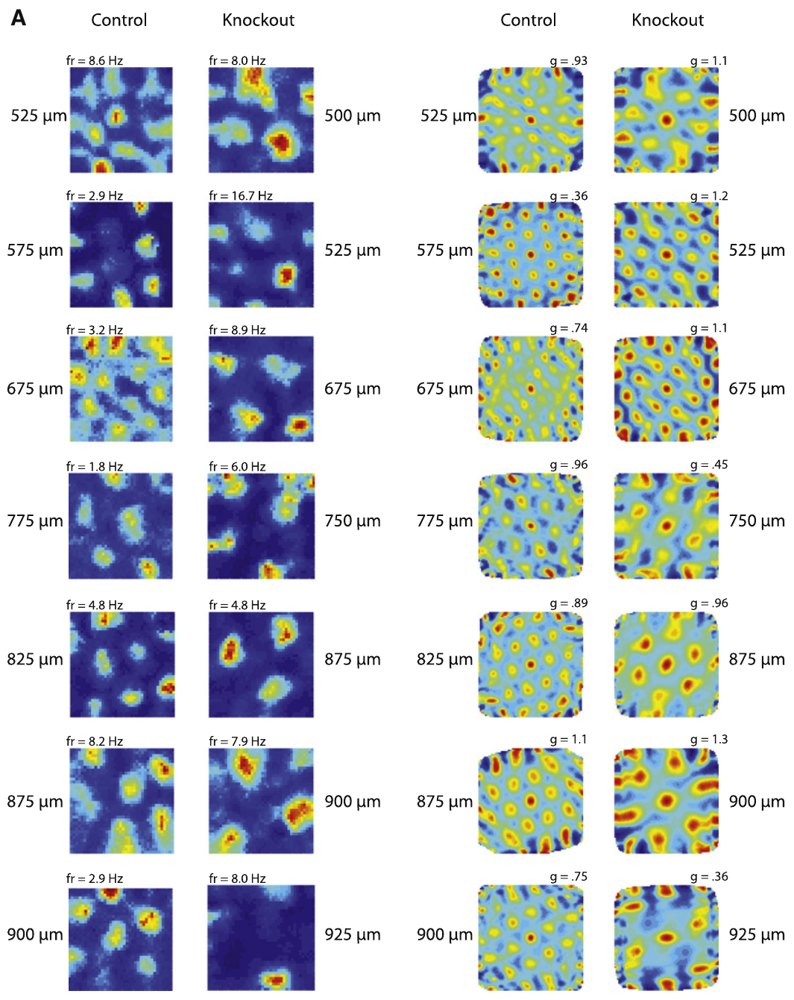 A
Control Knockout Control Knockout
fr = 8.6 Hz fr = 8.0 Hz g = .93 g = 1.1
525 µm 500 µm 525 µm 500 µm
fr = 2.9 Hz fr = 16.7 Hz g = .36 g = 1.2
575 µm 525 µm 575 µm 525 µm
fr = 3.2 Hz fr = 8.9 Hz g = .74 g = 1.1
675 µm 675 µm 675 µm 675 µm
fr = 1.8 Hz fr = 6.0 Hz g = .96 g = .45
775 µm 750 µm 775 µm 750 µm
fr = 4.8 Hz fr = 4.8 Hz g = .89 g = .96
825 µm 875 µm 825 µm 875 µm
fr = 8.2 Hz fr = 7.9 Hz g = 1.1 g = 1.3
875 µm 900 µm 875 µm 900 µm
fr = 2.9 Hz fr = 8.0 Hz g = .75 g = .36
900 µm 925 µm 900 µm 925 µm